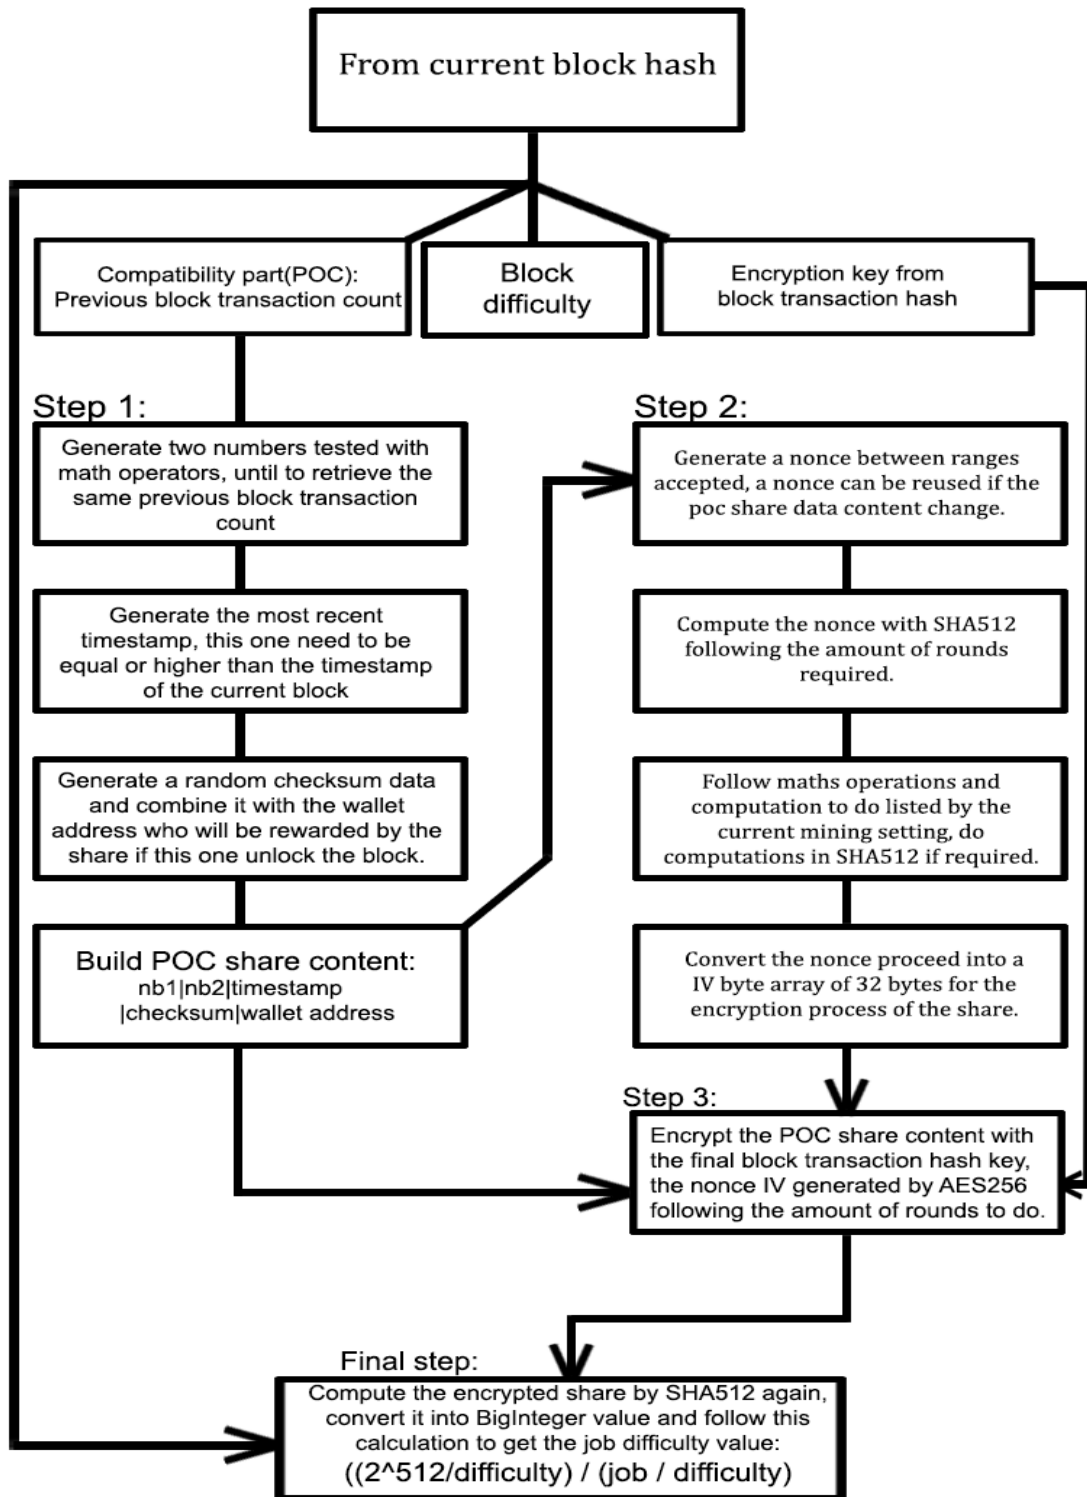 From current block hash
Compatibility part(POC):
Previous block transaction count
Block
difficulty
Encryption key from
block transaction hash
Step 1:
Generate two numbers tested with
math operators, until to retrieve the
same previous block transaction
count
Generate the most recent
timestamp, this one need to be
equal or higher than the timestamp
of the current block
Generate a random checksum data
and combine it with the wallet
address who will be rewarded by the
share if this one unlock the block.
Build POC share content:
nb1|nb2|timestamp
|checksum|wallet address
Step 2:
Generate a nonce between ranges
accepted, a nonce can be reused if the
poc share data content change.
Compute the nonce with SHA512
following the amount of rounds
required.
Follow maths operations and
computation to do listed by the
current mining setting, do
computations in SHA512 if required.
Convert the nonce proceed into a
IV byte array of 32 bytes for the
encryption process of the share.
Step 3:
Encrypt the POC share content with
the final block transaction hash key,
the nonce IV generated by AES256
following the amount of rounds to do.
Final step:
Compute the encrypted share by SHA512 again,
convert it into BigInteger value and follow this
calculation to get the job difficulty value:
((2^512/difficulty) / (job / difficulty)